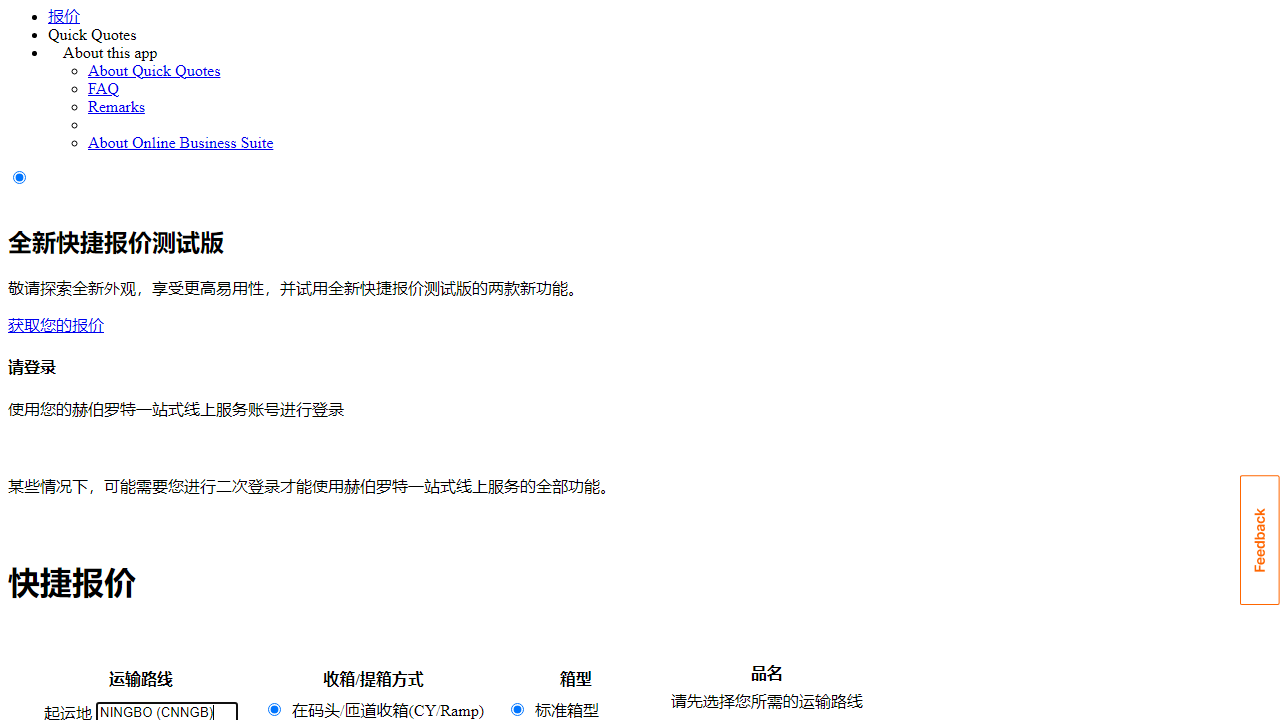 报价
Quick Quotes
About this app
About Quick Quotes
FAQ
Remarks
About Online Business Suite
全新快捷报价测试版
敬请探索全新外观，享受更高易用性，并试用全新快捷报价测试版的两款新功能。
获取您的报价
请登录
使用您的赫伯罗特一站式线上服务账号进行登录
某些情况下，可能需要您进行二次登录才能使用赫伯罗特一站式线上服务的全部功能。
Feedback
快捷报价
运输路线 收箱/提箱方式 箱型 品名
起运地 NINGBO (CNNGB) 在码头/匝道收箱(CY/Ramp) 标准箱型 请先选择您所需的运输路线